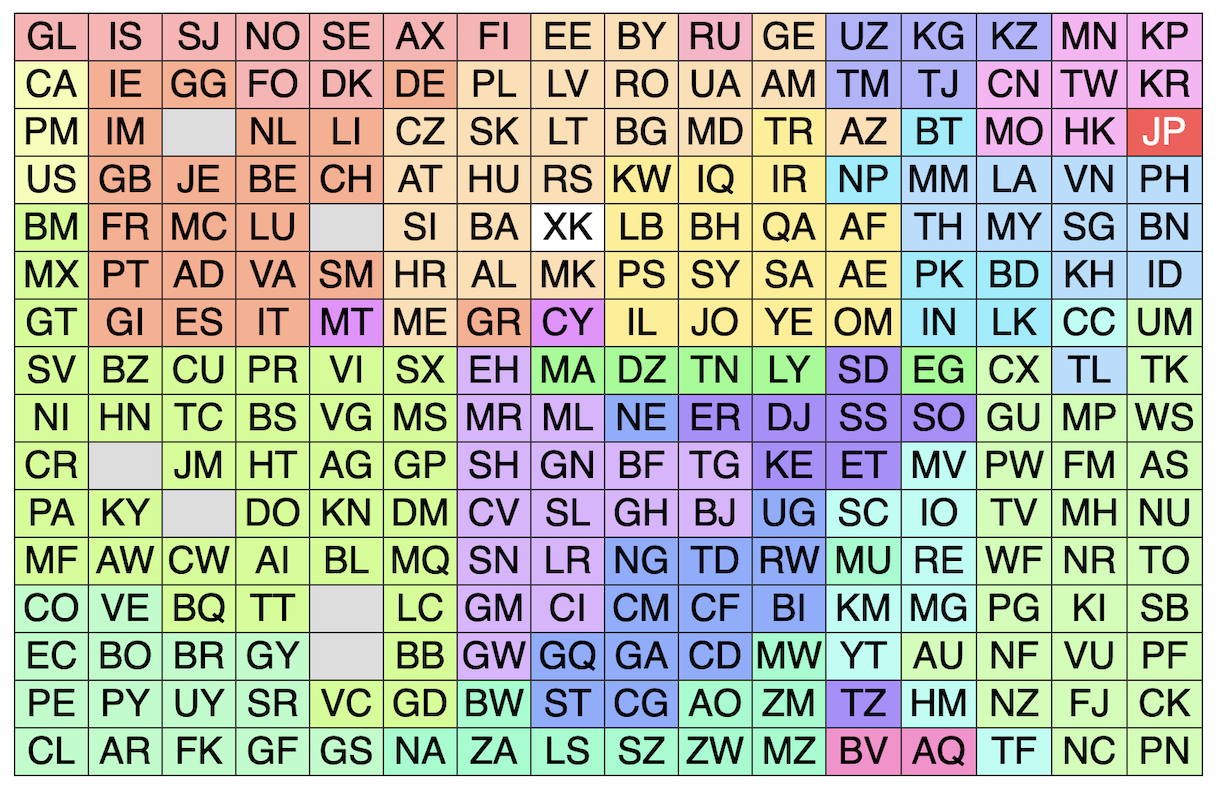 GL IS SJ NO SE AX FI EE BY RU GE UZ KG KZ MN KP
CA IE GG FO DK DE PL LV RO UA AM TM TJ CN TW KR
PM IM NL LI CZ SK LT BG MD TR AZ BT MO HK JP
US GB JE BE CH AT HU RS KW IQ IR NP MM LA VN PH
BM FR MC LU SI BA XK LB BH QA AF TH MY SG BN
MX PT AD VA SM HR AL MK PS SY SA AE PK BD KH ID
GT GI ES IT MT ME GR CY IL JO YE OM IN LK CC UM
SV BZ CU PR VI SX EH MA DZ TN LY SD EG CX TL TK
NI HN TC BS VG MS MR ML NE ER DJ SS SO GU MP WS
CR JM HT AG GP SH GN BF TG KE ET MV PW FM AS
PA KY DO KN DM CV SL GH BJ UG SC IO TV MH NU
MF AW CW AI BL MQ SN LR NG TD RW MU RE WF NR TO
CO VE BQ TT LC GM CI CM CF BI KM MG PG KI SB
EC BO BR GY BB GW GQ GA CD MW YT AU NF VU PF
PE PY UY SR VC GD BW ST CG AO ZM TZ HM NZ FJ CK
CL AR FK GF GS NA ZA LS SZ ZW MZ BV AQ TF NC PN